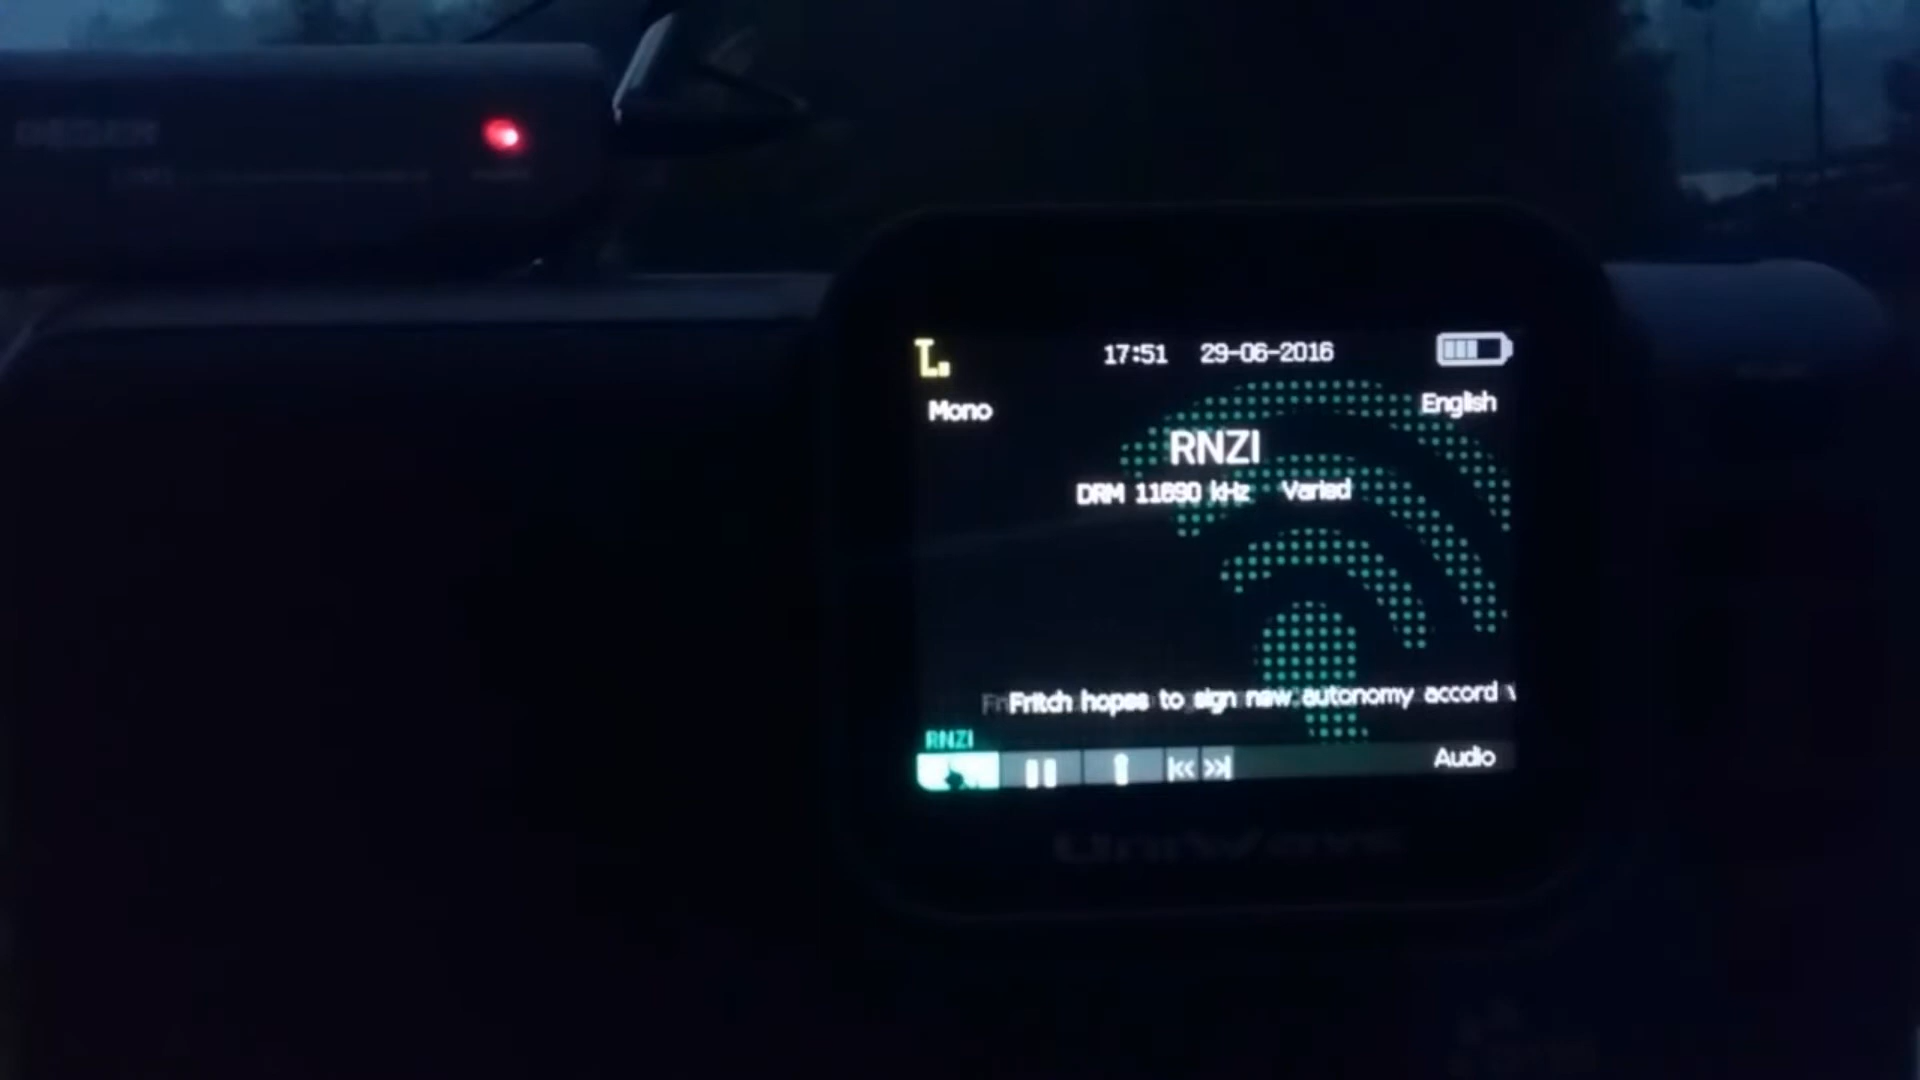 17:51 29-06-2016
Mono
English
RNZI
DRM 11690 kHz Varied
Fritch hopes to sign new autonomy accord
RNZI
Audio
UniWave